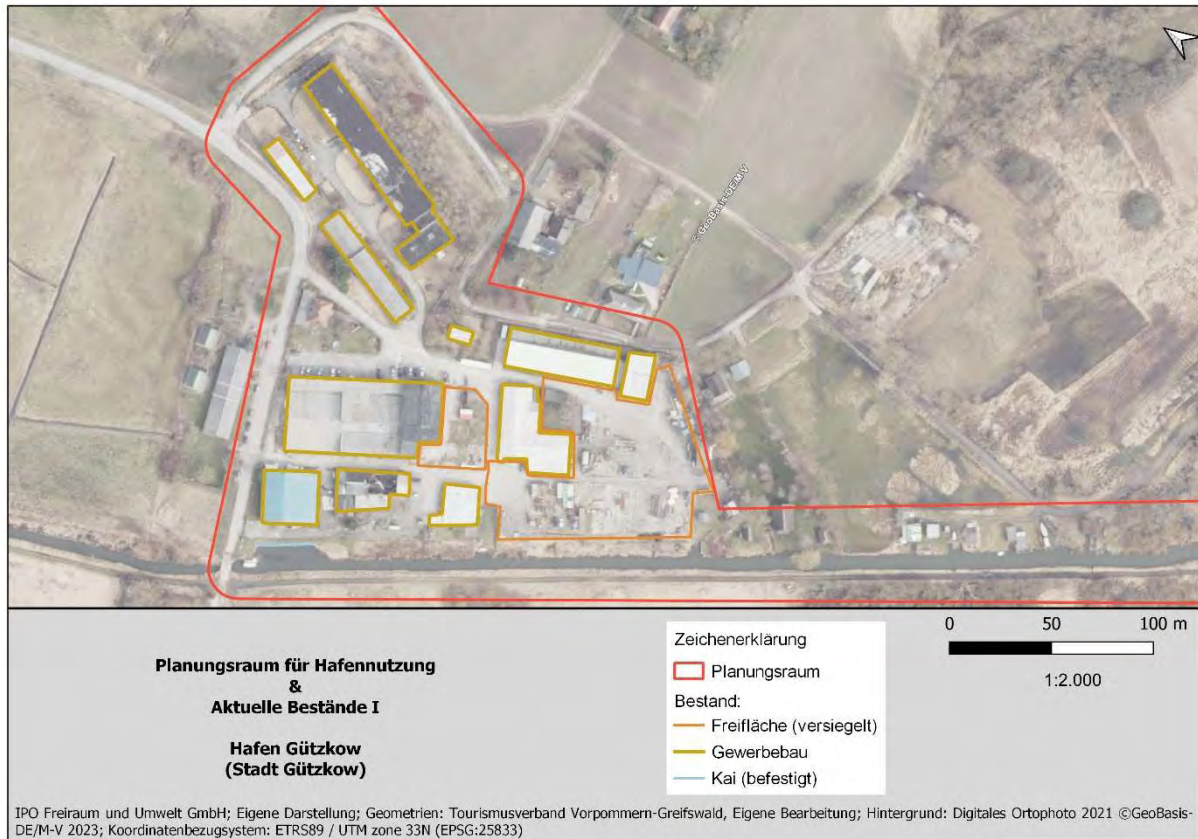 © GeoBasis-DE/M-V
Planungsraum für Hafennutzung
&
Aktuelle Bestände I
Hafen Gützkow
(Stadt Gützkow)
Zeichenerklärung
Planungsraum
Bestand:
Freifläche (versiegelt)
Gewerbebau
Kai (befestigt)
0 50 100 m
1:2.000
IPO Freiraum und Umwelt GmbH; Eigene Darstellung; Geometrien: Tourismusverband Vorpommern-Greifswald, Eigene Bearbeitung; Hintergrund: Digitales Ortophoto 2021 ©GeoBasis-
DE/M-V 2023; Koordinatenbezugsystem: ETRS89 / UTM zone 33N (EPSG:25833)